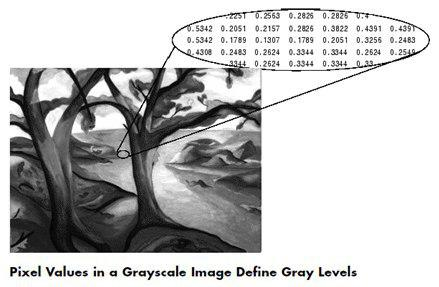 .2251 0.2563 0.2826 0.2826 0.4
0.5342 0.2051 0.2157 0.2826 0.3822 0.4391 0.4391
0.5342 0.1789 0.1307 0.1789 0.2051 0.3256 0.2483
0.4308 0.2483 0.2624 0.3344 0.3344 0.2624 0.2549
.3344 0.2624 0.3344 0.3344 0.33
Pixel Values in a Grayscale Image Define Gray Levels